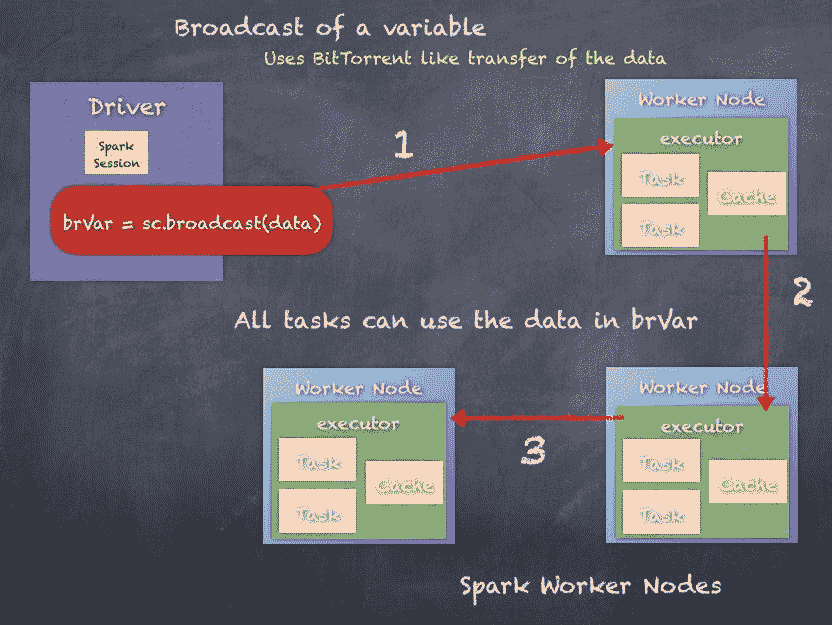 Broadcast of a variable
Uses BitTorrent like transfer of the data
Driver
Spark
Session
brVar = sc.broadcast(data)
1
Worker Node
executor
Task
Cache
Task
2
All tasks can use the data in brVar
Worker Node
executor
Task
Cache
Task
3
Worker Node
executor
Task
Cache
Task
Spark Worker Nodes